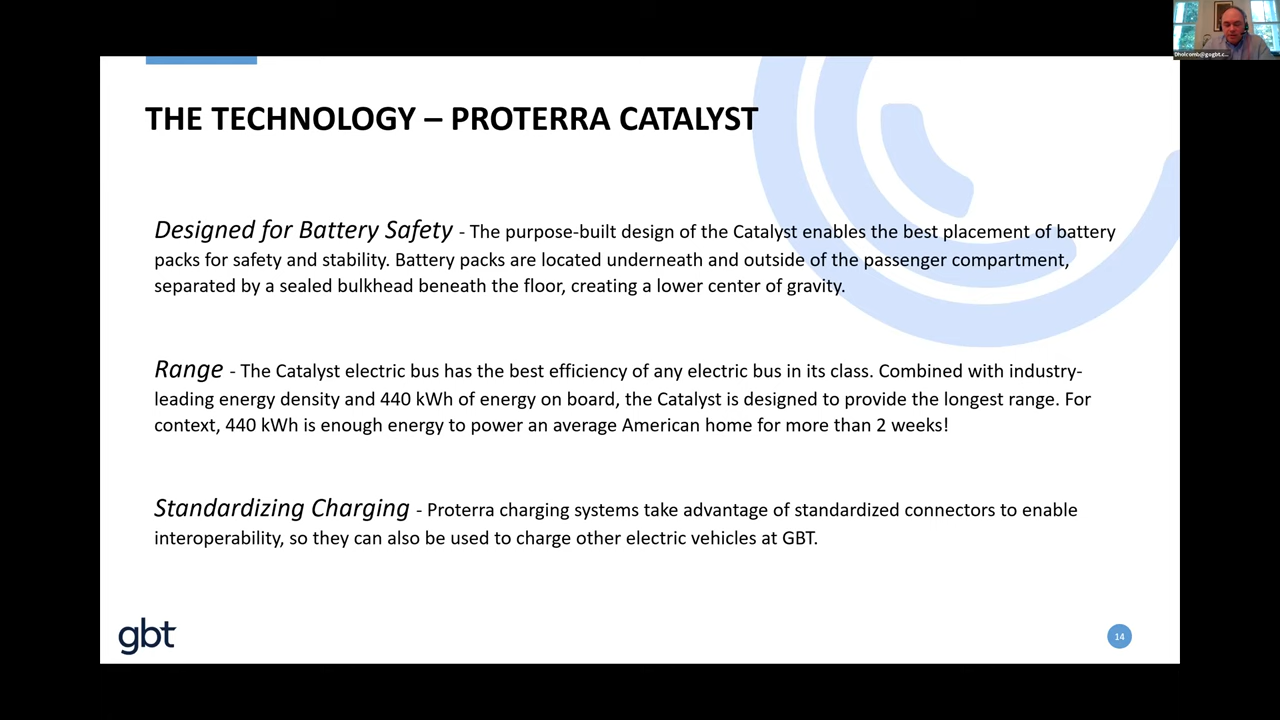 Dholcomb@gogbt.c...
THE TECHNOLOGY – PROTERRA CATALYST
Designed for Battery Safety - The purpose-built design of the Catalyst enables the best placement of battery
packs for safety and stability. Battery packs are located underneath and outside of the passenger compartment,
separated by a sealed bulkhead beneath the floor, creating a lower center of gravity.
Range - The Catalyst electric bus has the best efficiency of any electric bus in its class. Combined with industry-
leading energy density and 440 kWh of energy on board, the Catalyst is designed to provide the longest range. For
context, 440 kWh is enough energy to power an average American home for more than 2 weeks!
Standardizing Charging - Proterra charging systems take advantage of standardized connectors to enable
interoperability, so they can also be used to charge other electric vehicles at GBT.
gbt
14